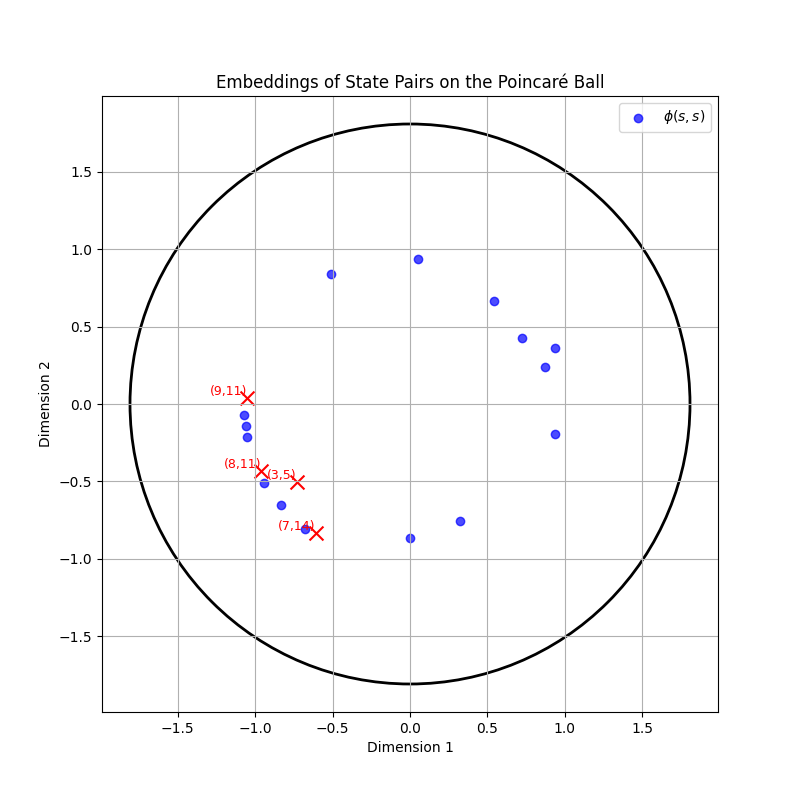 Embeddings of State Pairs on the Poincaré Ball
ϕ(s, s)
1.5
1.0
0.5
0.0
−0.5
−1.0
−1.5
Dimension 2
(9,11)
(8,11)
(3,5)
(7,14)
−1.5 −1.0 −0.5 0.0 0.5 1.0 1.5
Dimension 1